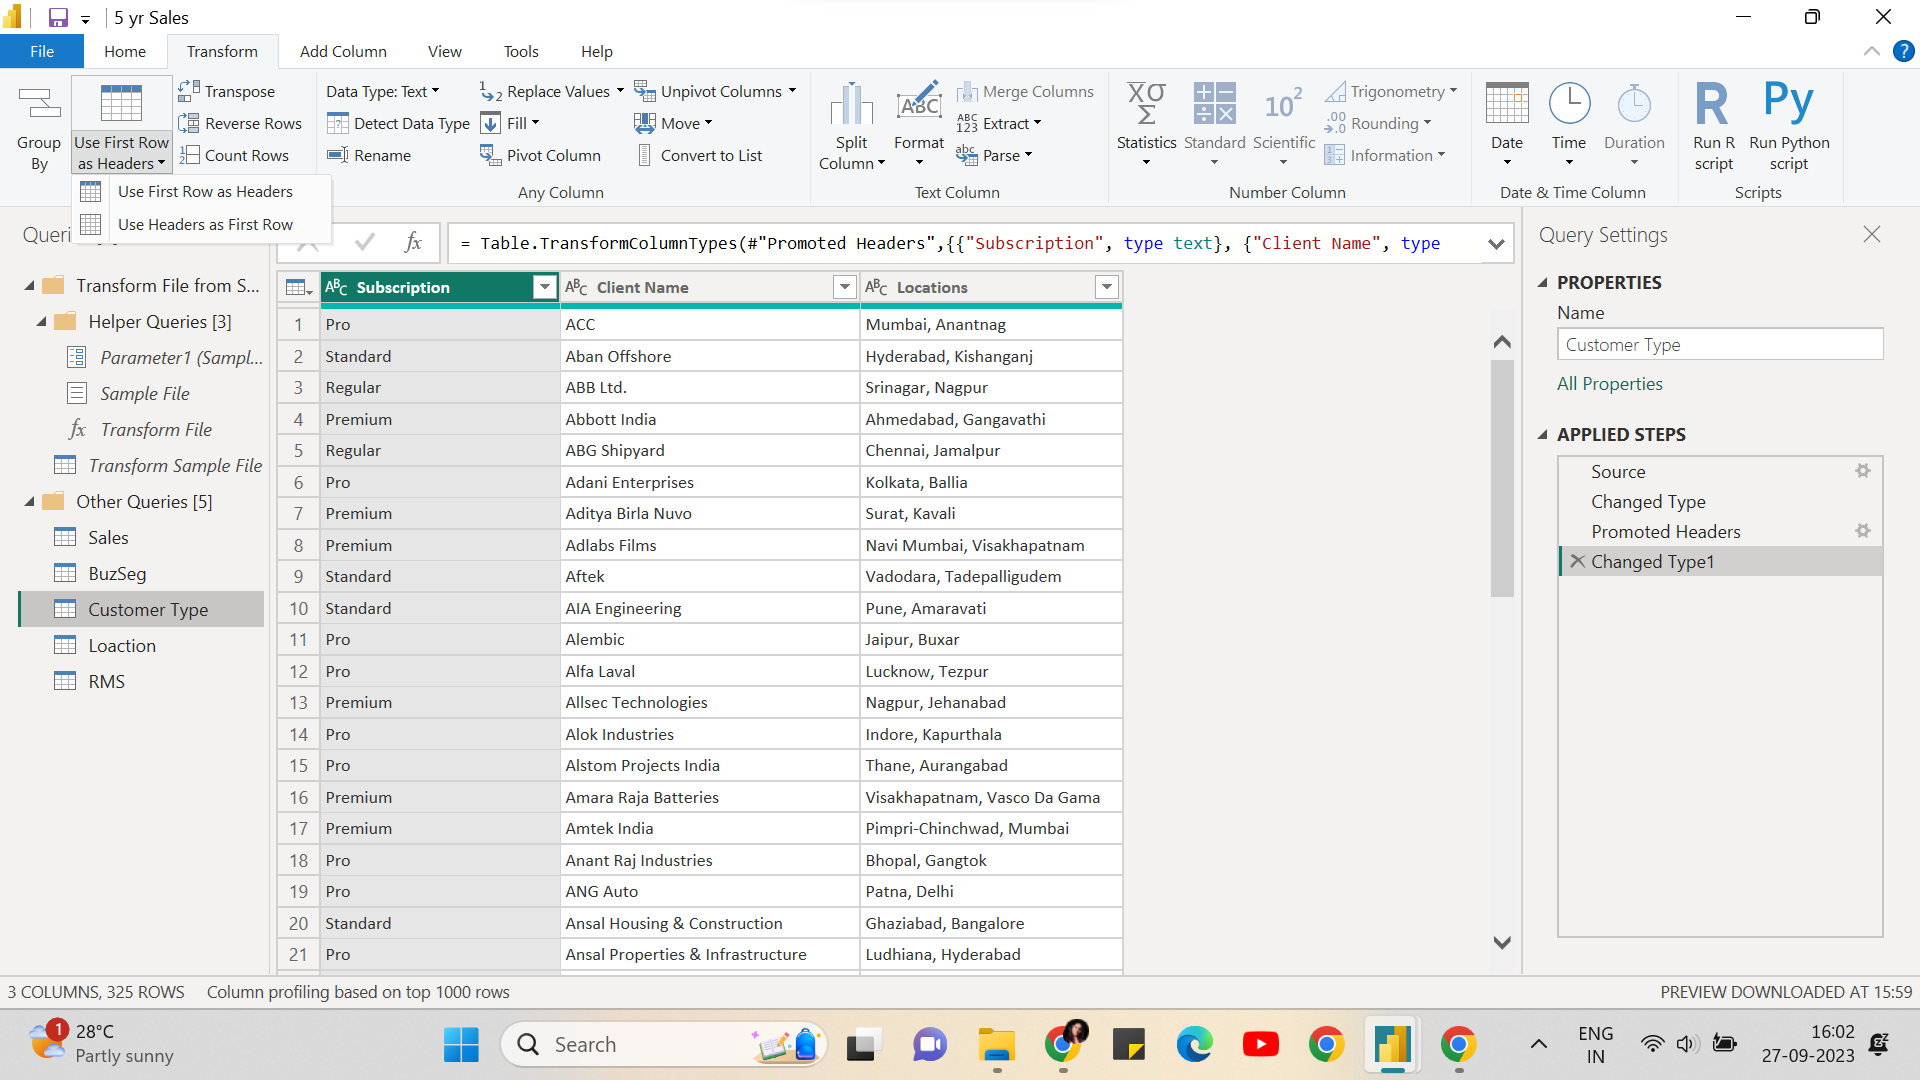 5 yr Sales
File Home Transform Add Column View Tools Help
Group By
Use First Row as Headers
Transpose
Reverse Rows
Count Rows
Data Type: Text
Detect Data Type
Rename
Replace Values
Fill
Pivot Column
Unpivot Columns
Move
Convert to List
Any Column
Split Column
Format
Merge Columns
Extract
Parse
Text Column
Statistics
Standard
Scientific
Trigonometry
Rounding
Information
Number Column
Date
Time
Duration
Date & Time Column
Run R script
Run Python script
Scripts
Use First Row as Headers
Use Headers as First Row
= Table.TransformColumnTypes(#"Promoted Headers",{{"Subscription", type text}, {"Client Name", type
Transform File from S...
Helper Queries [3]
Parameter1 (Sampl...
Sample File
Transform File
Transform Sample File
Other Queries [5]
Sales
BuzSeg
Customer Type
Loaction
RMS
Subscription Client Name Locations
1 Pro ACC Mumbai, Anantnag
2 Standard Aban Offshore Hyderabad, Kishanganj
3 Regular ABB Ltd. Srinagar, Nagpur
4 Premium Abbott India Ahmedabad, Gangavathi
5 Regular ABG Shipyard Chennai, Jamalpur
6 Pro Adani Enterprises Kolkata, Ballia
7 Premium Aditya Birla Nuvo Surat, Kavali
8 Premium Adlabs Films Navi Mumbai, Visakhapatnam
9 Standard Aftek Vadodara, Tadepalligudem
10 Standard AIA Engineering Pune, Amaravati
11 Pro Alembic Jaipur, Buxar
12 Pro Alfa Laval Lucknow, Tezpur
13 Premium Allsec Technologies Nagpur, Jehanabad
14 Pro Alok Industries Indore, Kapurthala
15 Pro Alstom Projects India Thane, Aurangabad
16 Premium Amara Raja Batteries Visakhapatnam, Vasco Da Gama
17 Premium Amtek India Pimpri-Chinchwad, Mumbai
18 Pro Anant Raj Industries Bhopal, Gangtok
19 Pro ANG Auto Patna, Delhi
20 Standard Ansal Housing & Construction Ghaziabad, Bangalore
21 Pro Ansal Properties & Infrastructure Ludhiana, Hyderabad
Query Settings
PROPERTIES
Name
Customer Type
All Properties
APPLIED STEPS
Source
Changed Type
Promoted Headers
Changed Type1
3 COLUMNS, 325 ROWS Column profiling based on top 1000 rows
PREVIEW DOWNLOADED AT 15:59
1
28°C
Partly sunny
Search
ENG
IN
16:02
27-09-2023